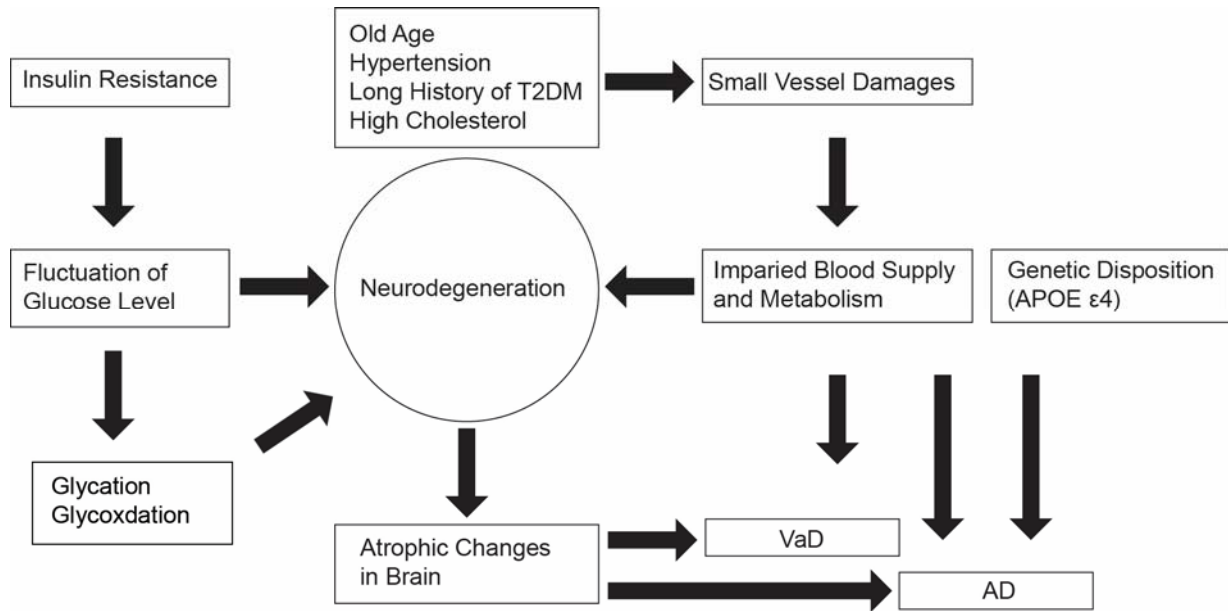 Old Age
Hypertension
Long History of T2DM
High Cholesterol
Insulin Resistance
Small Vessel Damages
Fluctuation of
Glucose Level
Neurodegeneration
Imparied Blood Supply
and Metabolism
Genetic Disposition
(APOE ε4)
Glycation
Glycoxdation
Atrophic Changes
in Brain
VaD
AD